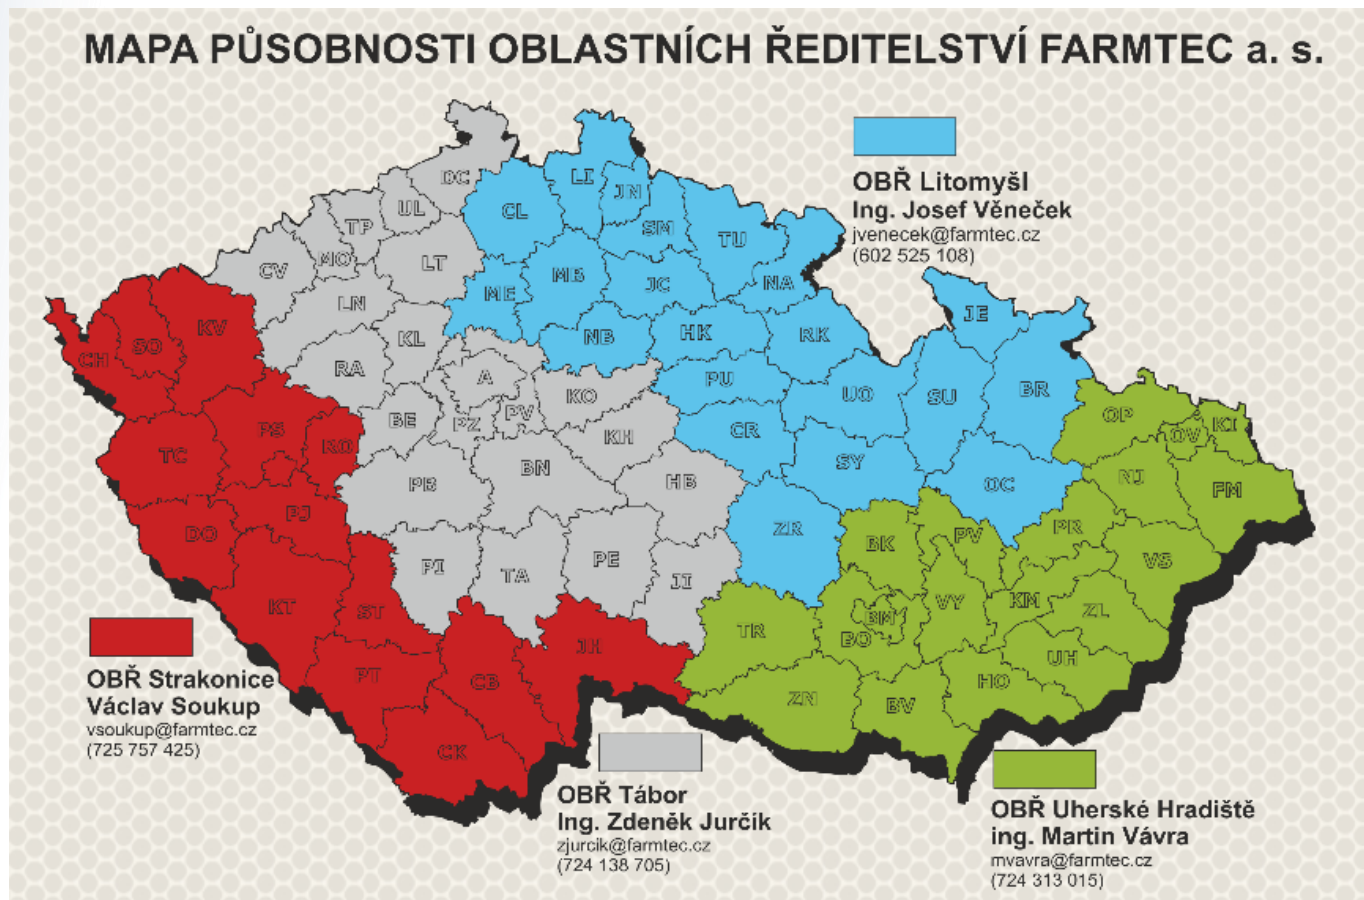 MAPA PŮSOBNOSTI OBLASTNÍCH ŘEDITELSTVÍ FARMTEC a. s.
OBŘ Litomyšl
Ing. Josef Věneček
jvenecek@farmtec.cz
(602 525 108)
DC
LI
JN
CL
UL
TP
SM
TU
MO
LT
CV
MB
JC
NA
ME
LN
JE
KV
KL
NB
HK
RK
SO
CH
RA
A
PU
KO
UO
SU
BR
BE
PZ
PV
OP
KI
OV
PS
RO
KH
CR
TC
BN
SY
PB
HB
OC
NJ
FM
PJ
DO
ZR
BK
PV
PR
PI
TA
PE
JI
VS
KT
ST
TR
BM
BO
VY
KM
ZL
JH
UH
PT
CB
ZN
BV
HO
CK
OBŘ Strakonice
Václav Soukup
vsoukup@farmtec.cz
(725 757 425)
OBŘ Tábor
Ing. Zdeněk Jurčík
zjurcik@farmtec.cz
(724 138 705)
OBŘ Uherské Hradiště
ing. Martin Vávra
mvavra@farmtec.cz
(724 313 015)